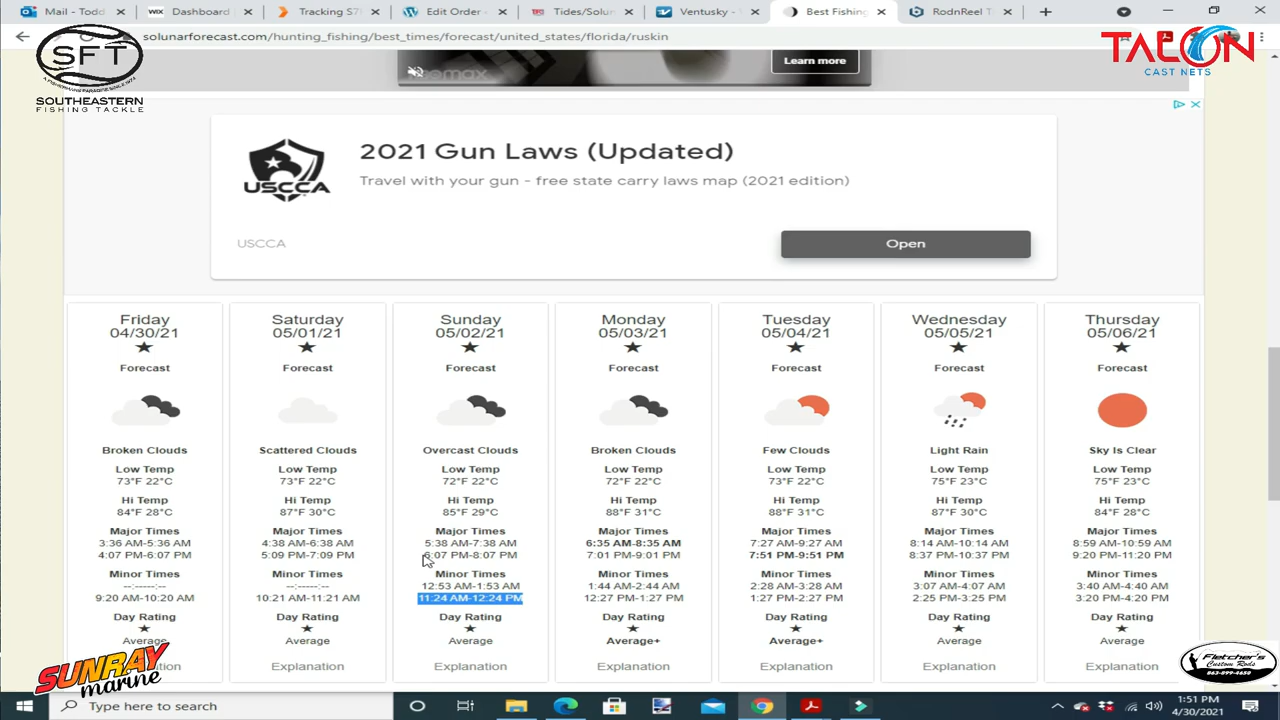 Mail - Todd
Dashboard
Tracking S7
Edit Order
Tides/Solun
Ventusky -
Best Fishing
RodnReel T
solunarforecast.com/hunting_fishing/best_times/forecast/united_states/florida/ruskin
SFT
A FISHERMANS PARADISE SINCE 1974
SOUTHEASTERN
FISHING TACKLE
TALON
CAST NETS
Learn more
2021 Gun Laws (Updated)
Travel with your gun - free state carry laws map (2021 edition)
USCCA
USCCA
Open
Friday
04/30/21
Forecast
Broken Clouds
Low Temp
73°F 22°C
Hi Temp
84°F 28°C
Major Times
3:36 AM-5:36 AM
4:07 PM-6:07 PM
Minor Times
--:-----:--
9:20 AM-10:20 AM
Day Rating
Average
Saturday
05/01/21
Forecast
Scattered Clouds
Low Temp
73°F 22°C
Hi Temp
87°F 30°C
Major Times
4:38 AM-6:38 AM
5:09 PM-7:09 PM
Minor Times
--:-----:--
10:21 AM-11:21 AM
Day Rating
Average
Explanation
Sunday
05/02/21
Forecast
Overcast Clouds
Low Temp
72°F 22°C
Hi Temp
85°F 29°C
Major Times
5:38 AM-7:38 AM
6:07 PM-8:07 PM
Minor Times
12:53 AM-1:53 AM
11:24 AM-12:24 PM
Day Rating
Average
Explanation
Monday
05/03/21
Forecast
Broken Clouds
Low Temp
72°F 22°C
Hi Temp
88°F 31°C
Major Times
6:35 AM-8:35 AM
7:01 PM-9:01 PM
Minor Times
1:44 AM-2:44 AM
12:27 PM-1:27 PM
Day Rating
Average+
Explanation
Tuesday
05/04/21
Forecast
Few Clouds
Low Temp
73°F 22°C
Hi Temp
88°F 31°C
Major Times
7:27 AM-9:27 AM
7:51 PM-9:51 PM
Minor Times
2:28 AM-3:28 AM
1:27 PM-2:27 PM
Day Rating
Average+
Explanation
Wednesday
05/05/21
Forecast
Light Rain
Low Temp
75°F 23°C
Hi Temp
87°F 30°C
Major Times
8:14 AM-10:14 AM
8:37 PM-10:37 PM
Minor Times
3:07 AM-4:07 AM
2:25 PM-3:25 PM
Day Rating
Average
Explanation
Thursday
05/06/21
Forecast
Sky Is Clear
Low Temp
75°F 23°C
Hi Temp
84°F 28°C
Major Times
8:59 AM-10:59 AM
9:20 PM-11:20 PM
Minor Times
3:40 AM-4:40 AM
3:20 PM-4:20 PM
Day Rating
Average
Explanation
SUNRAY
marine
Fletcher's
Custom Rods
863-899-4650
Type here to search
1:51 PM
4/30/2021